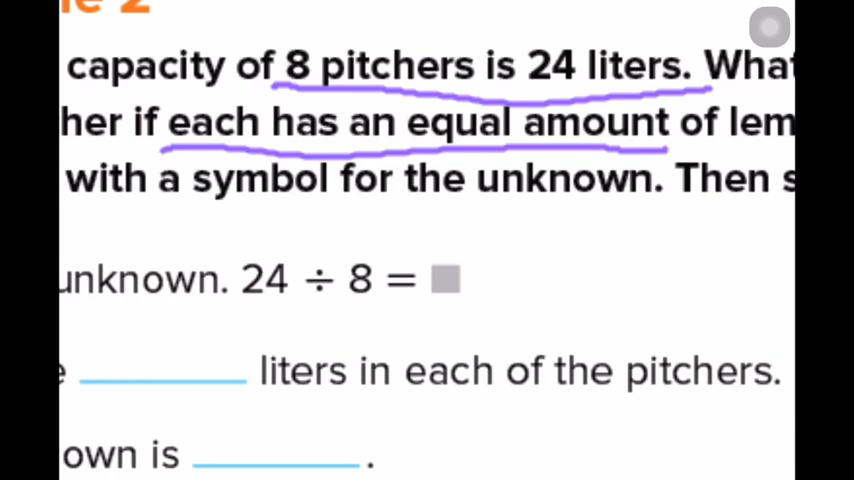 capacity of 8 pitchers is 24 liters. What
her if each has an equal amount of lem
with a symbol for the unknown. Then s
unknown. 24 ÷ 8 =
liters in each of the pitchers.
own is .